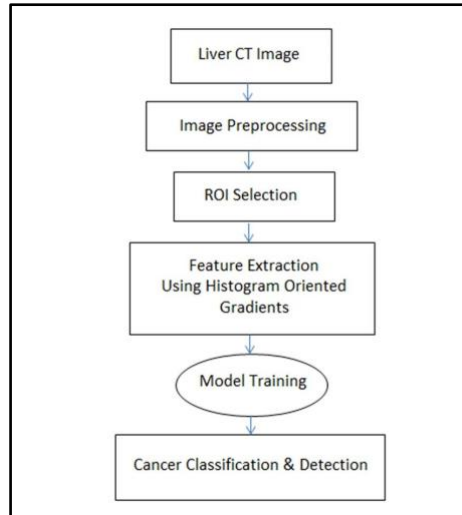 Liver CT Image
Image Preprocessing
ROI Selection
Feature Extraction
Using Histogram Oriented
Gradients
Model Training
Cancer Classification & Detection